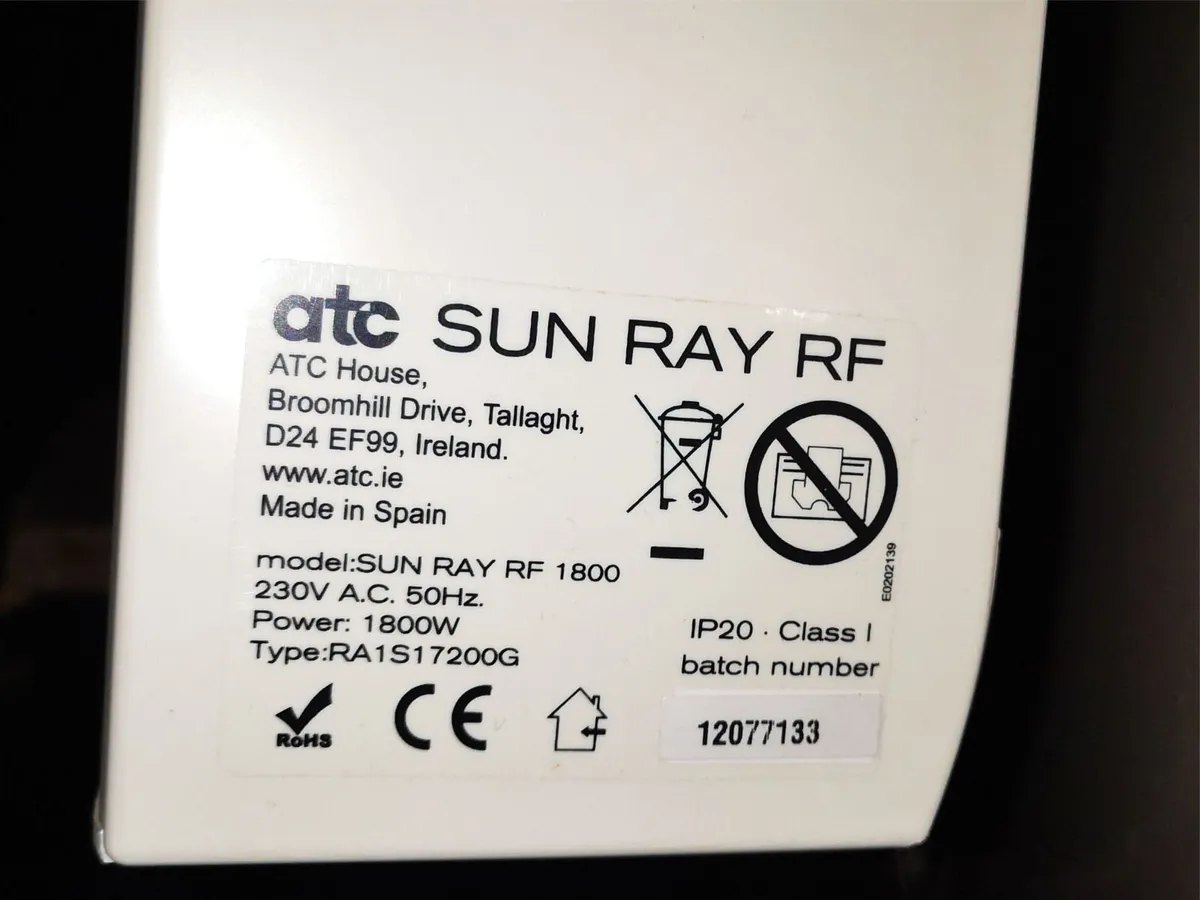 atc SUN RAY RF
ATC House,
Broomhill Drive, Tallaght,
D24 EF99, Ireland.
www.atc.ie
Made in Spain
model:SUN RAY RF 1800
230V A.C. 50Hz.
Power: 1800W
Type:RA1S17200G
E0202139
IP20 · Class I
batch number
12077133
RoHS
CE